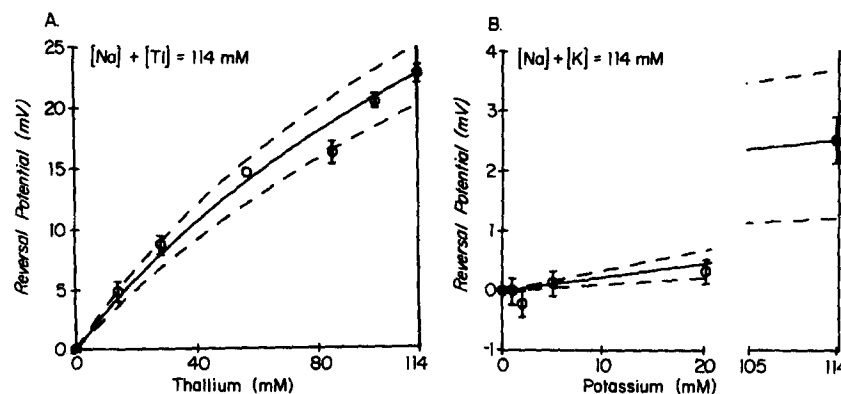 A.
[Na] + [Tl] = 114 mM
Reversal Potential (mV)
25
20
15
10
5
0
0
40
80
114
Thallium (mM)
B.
[Na] + [K] = 114 mM
Reversal Potential (mV)
4
3
2
1
0
-1
0
10
20
105
114
Potassium (mM)